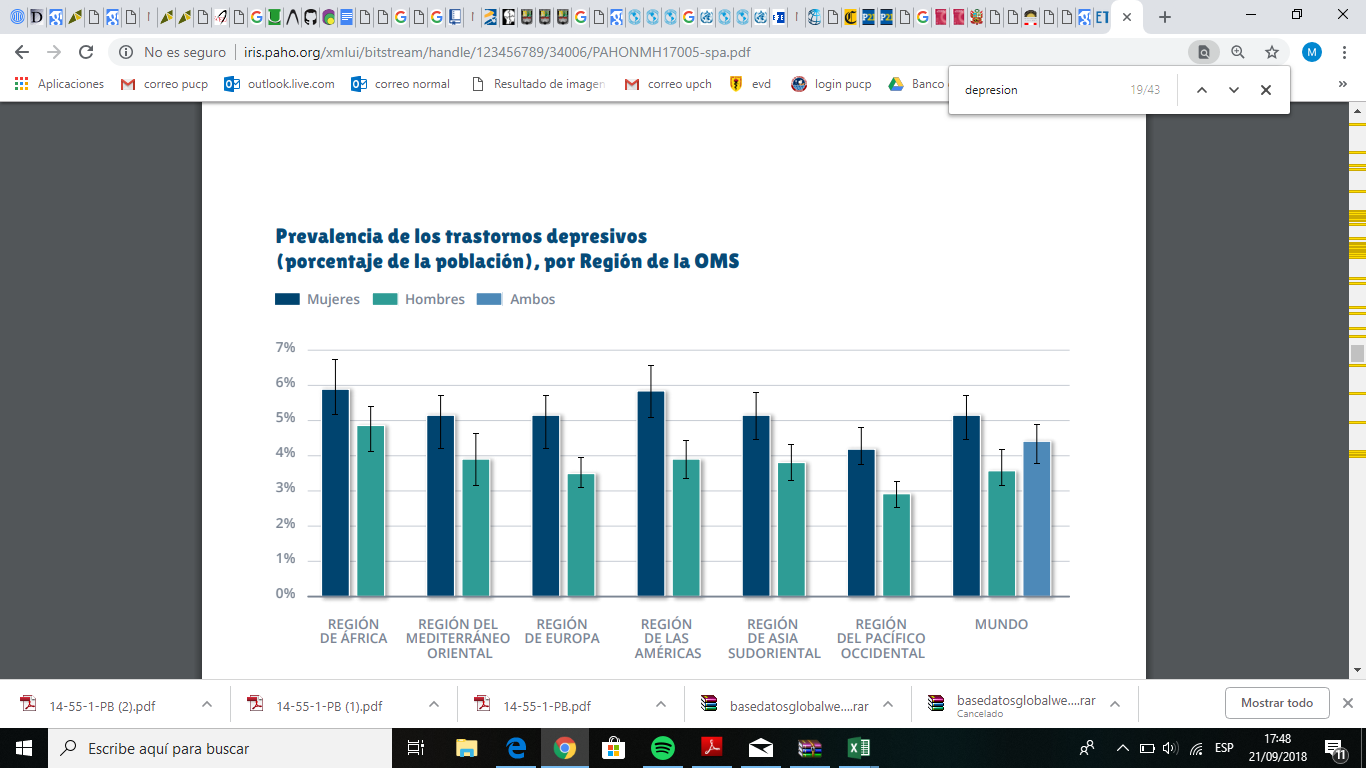 No es seguro | iris.paho.org/xmlui/bitstream/handle/123456789/34006/PAHONMH17005-spa.pdf
M
Aplicaciones
correo pucp
outlook.live.com
correo normal
Resultado de imagen
correo upch
evd
login pucp
Banco
»
depresion
19/43
Prevalencia de los trastornos depresivos
(porcentaje de la población), por Región de la OMS
Mujeres
Hombres
Ambos
7%
6%
5%
4%
3%
2%
1%
0%
REGIÓN
DE ÁFRICA
REGIÓN DEL
MEDITERRÁNEO
ORIENTAL
REGIÓN
DE EUROPA
REGIÓN
DE LAS
AMÉRICAS
REGIÓN
DE ASIA
SUDORIENTAL
REGIÓN
DEL PACÍFICO
OCCIDENTAL
MUNDO
14-55-1-PB (2).pdf
14-55-1-PB (1).pdf
14-55-1-PB.pdf
basedatosglobalwe....rar
basedatosglobalwe....rar
Cancelado
Mostrar todo
Escribe aquí para buscar
ESP
17:48
21/09/2018
11